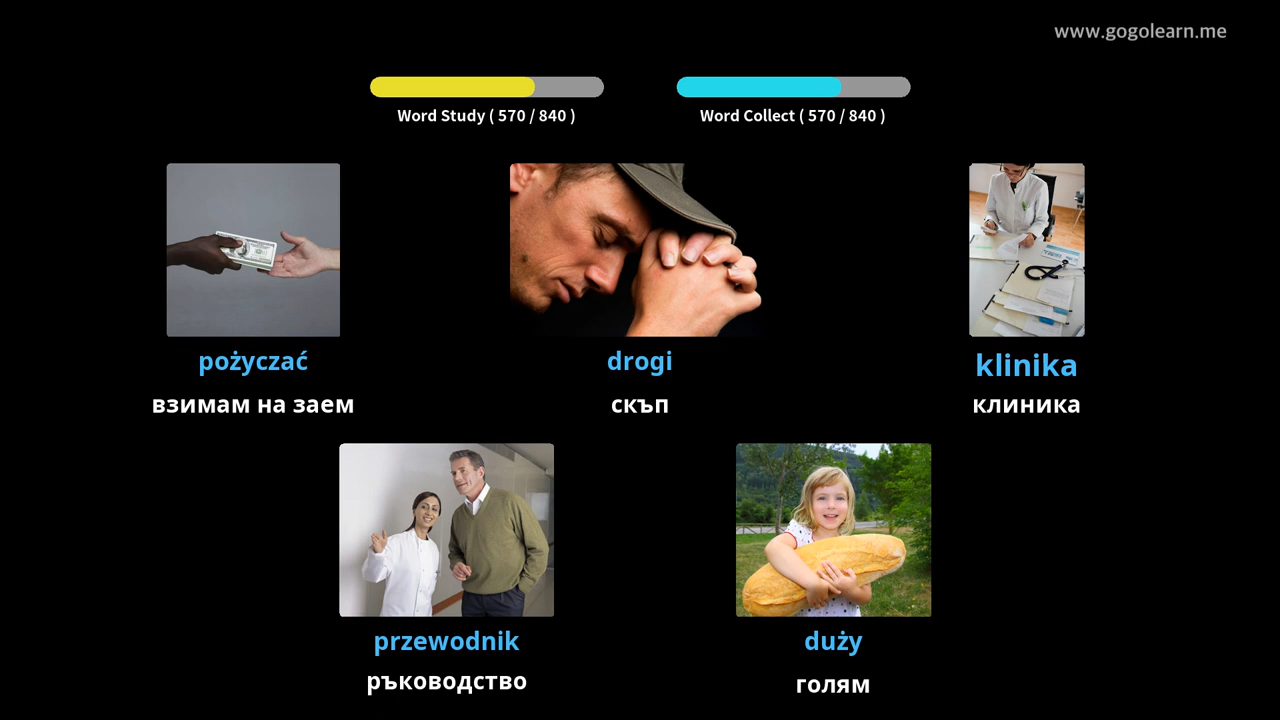 www.gogolearn.me
Word Study ( 570 / 840 )
Word Collect ( 570 / 840 )
pożyczać
взимам на заем
drogi
скъп
klinika
клиника
przewodnik
ръководство
duży
голям